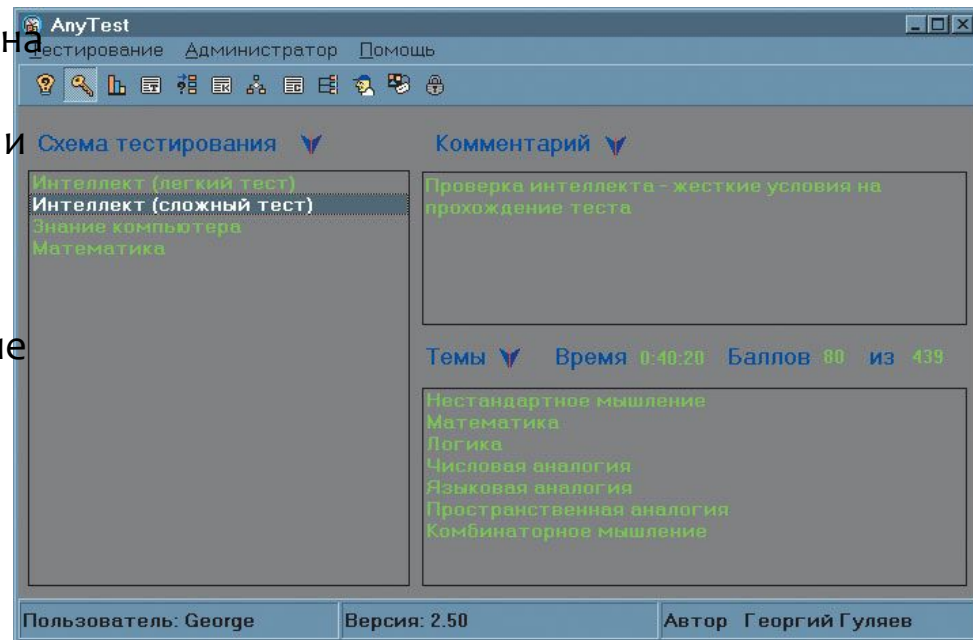 на
и
ие
AnyTest
Тестирование Администратор Помощь
Схема тестирования
Интеллект (легкий тест)
Интеллект (сложный тест)
Знание компьютера
Математика
Комментарий
Проверка интеллекта - жесткие условия на
прохождение теста
Темы Время 0:40:20 Баллов 80 из 439
Нестандартное мышление
Математика
Логика
Числовая аналогия
Языковая аналогия
Пространственная аналогия
Комбинаторное мышление
Пользователь: George Версия: 2.50 Автор Георгий Гуляев